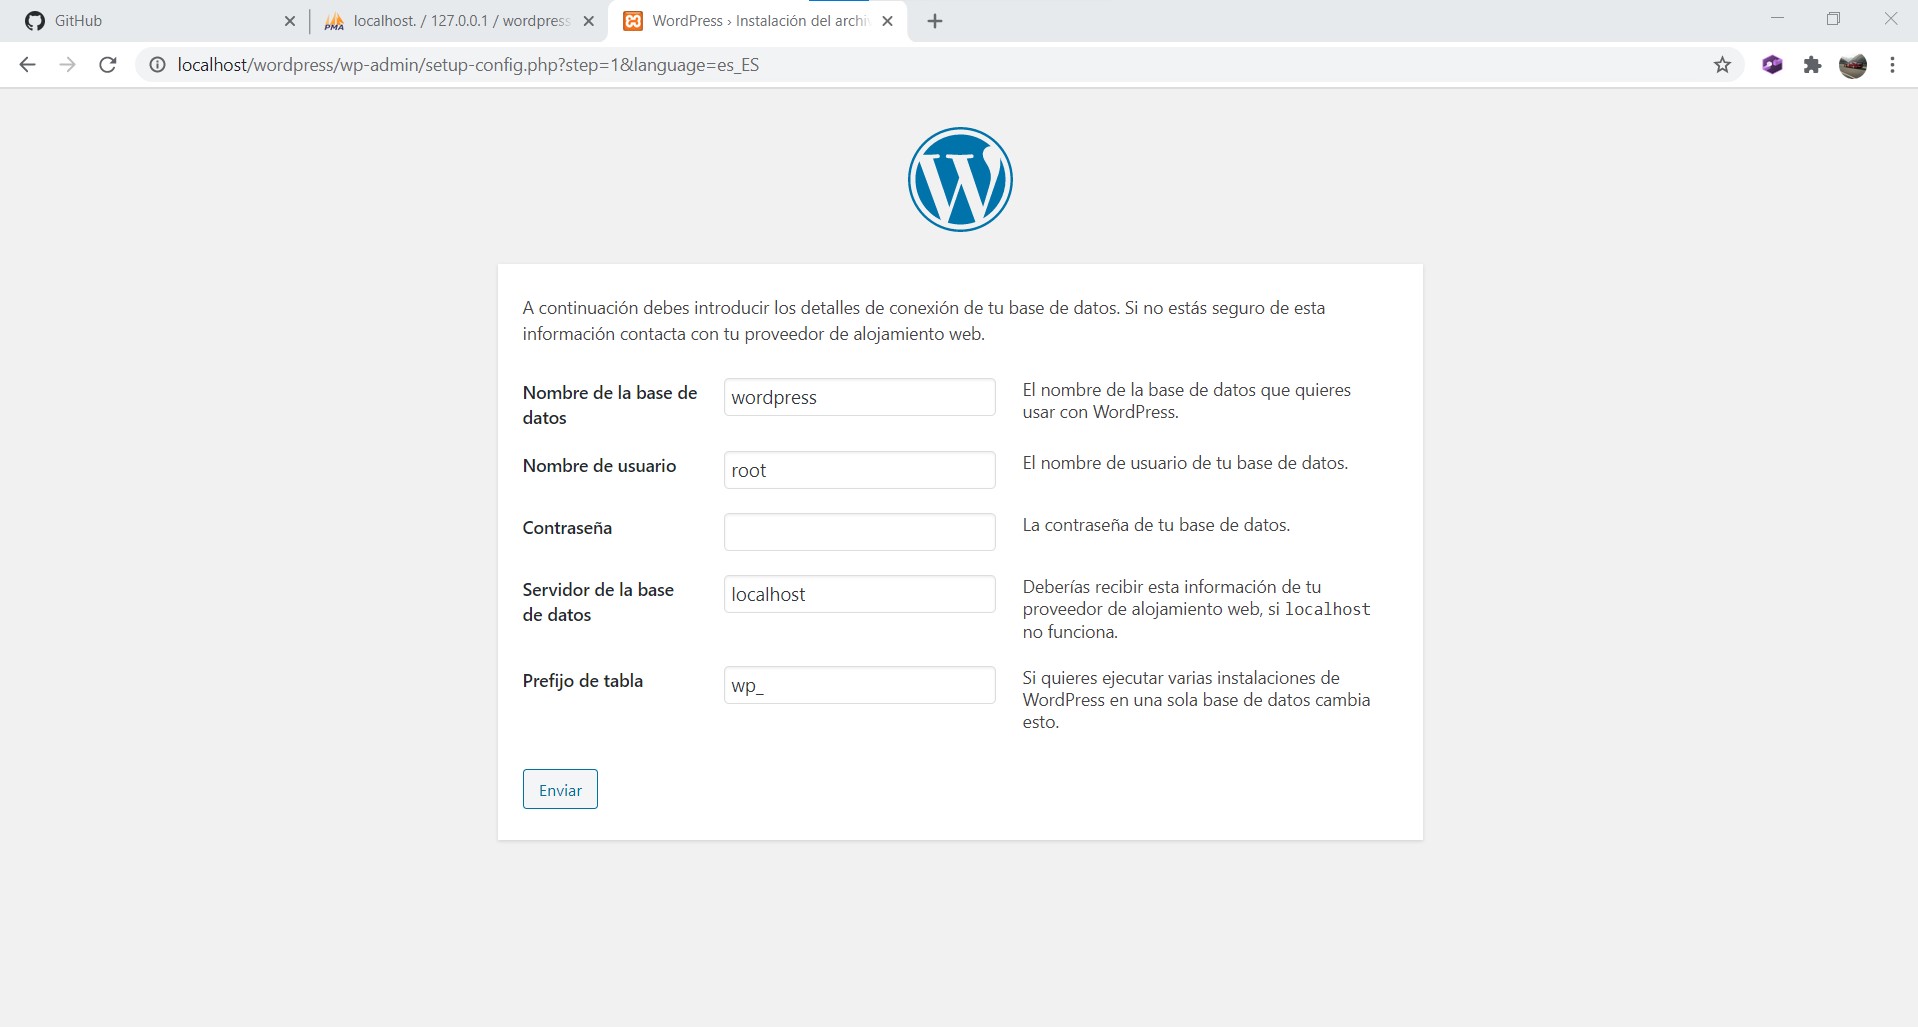 GitHub
localhost. / 127.0.0.1 / wordpress
WordPress › Instalación del archiv
localhost/wordpress/wp-admin/setup-config.php?step=1&language=es_ES
A continuación debes introducir los detalles de conexión de tu base de datos. Si no estás seguro de esta
información contacta con tu proveedor de alojamiento web.
Nombre de la base de
datos
wordpress
El nombre de la base de datos que quieres
usar con WordPress.
Nombre de usuario
root
El nombre de usuario de tu base de datos.
Contraseña
La contraseña de tu base de datos.
Servidor de la base
de datos
localhost
Deberías recibir esta información de tu
proveedor de alojamiento web, si localhost
no funciona.
Prefijo de tabla
wp_
Si quieres ejecutar varias instalaciones de
WordPress en una sola base de datos cambia
esto.
Enviar